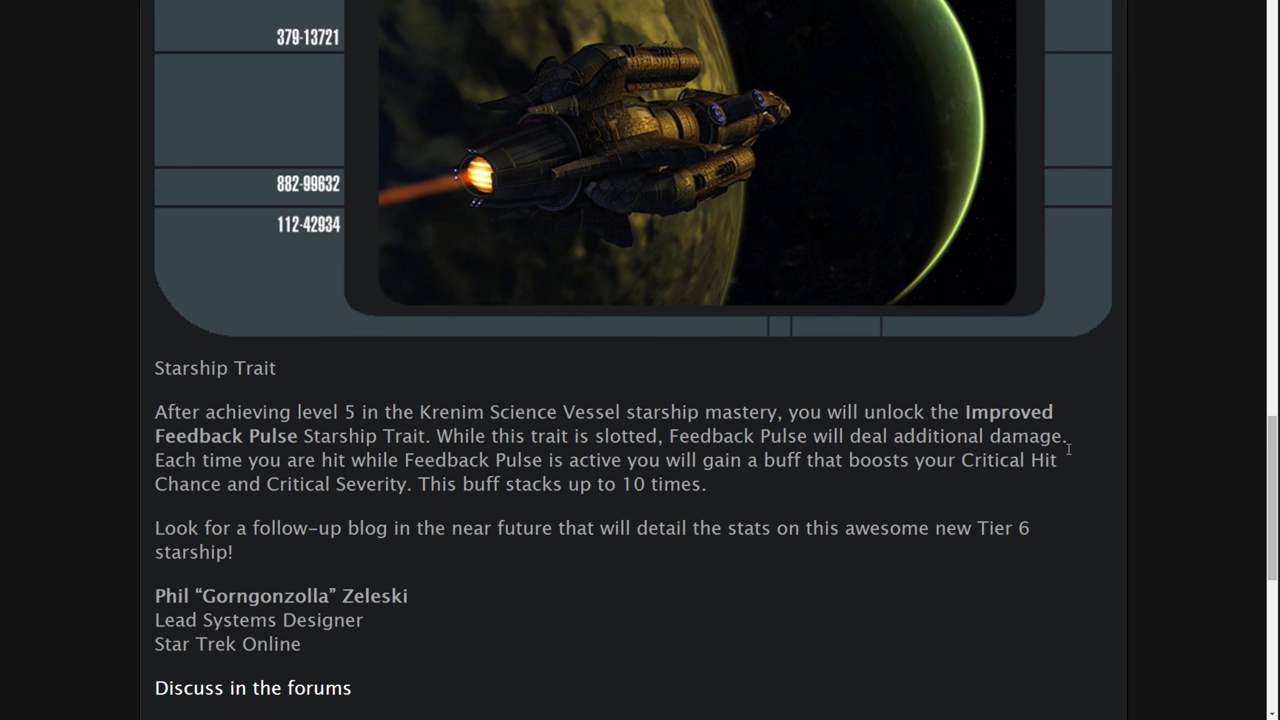 379-13721
882-99632
112-42934
Starship Trait
After achieving level 5 in the Krenim Science Vessel starship mastery, you will unlock the Improved
Feedback Pulse Starship Trait. While this trait is slotted, Feedback Pulse will deal additional damage.
Each time you are hit while Feedback Pulse is active you will gain a buff that boosts your Critical Hit
Chance and Critical Severity. This buff stacks up to 10 times.
Look for a follow-up blog in the near future that will detail the stats on this awesome new Tier 6
starship!
Phil “Gorngonzolla” Zeleski
Lead Systems Designer
Star Trek Online
Discuss in the forums